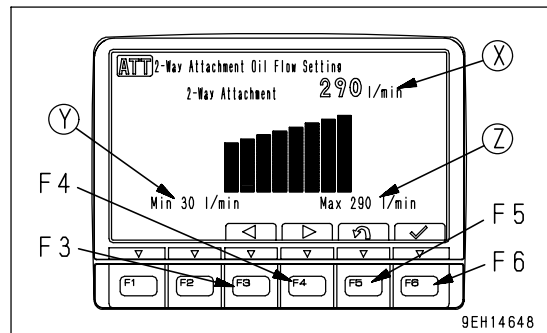 ATT 2-Way Attachment Oil Flow Setting
2-Way Attachment 290 l/min
X
Y
Z
Min 30 l/min Max 290 l/min
F4
F3
F5
F6
F1 F2 F3 F4 F5 F6
9EH14648